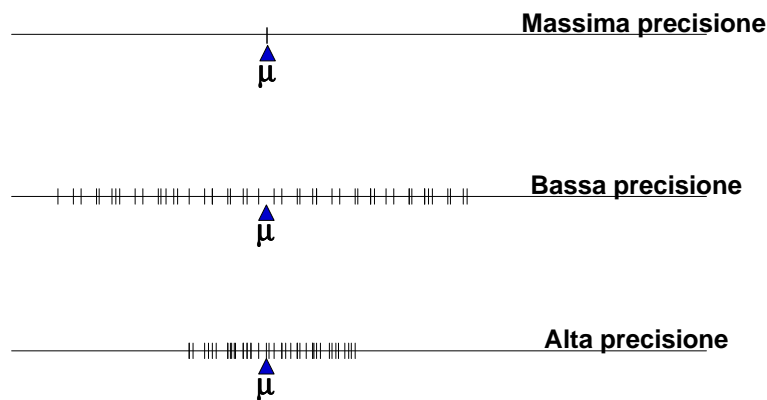 Massima precisione
μ
Bassa precisione
μ
Alta precisione
μ